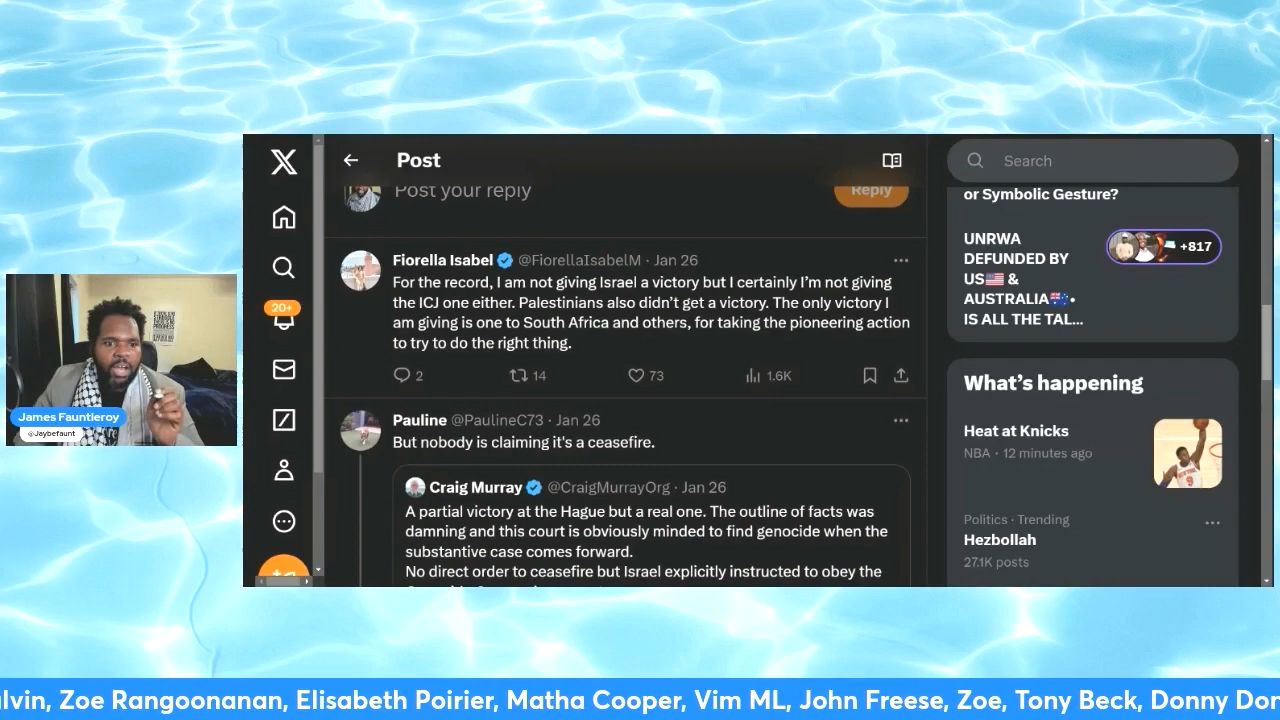 Post
Search
Post your reply
Reply
or Symbolic Gesture?
UNRWA
DEFUNDED BY
US🇺🇸 &
AUSTRALIA🇦🇺•
IS ALL THE TAL...
+817
20+
Fiorella Isabel @FiorellaIsabelM · Jan 26
For the record, I am not giving Israel a victory but I certainly I'm not giving
the ICJ one either. Palestinians also didn't get a victory. The only victory I
am giving is one to South Africa and others, for taking the pioneering action
to try to do the right thing.
2 14 73 1.6K
Pauline @PaulineC73 · Jan 26
But nobody is claiming it's a ceasefire.
Craig Murray @CraigMurrayOrg · Jan 26
A partial victory at the Hague but a real one. The outline of facts was
damning and this court is obviously minded to find genocide when the
substantive case comes forward.
No direct order to ceasefire but Israel explicitly instructed to obey the
What's happening
Heat at Knicks
NBA · 12 minutes ago
Politics · Trending
Hezbollah
27.1K posts
James Fauntleroy
@Jaybefaunt
lvin, Zoe Rangoonanan, Elisabeth Poirier, Matha Cooper, Vim ML, John Freese, Zoe, Tony Beck, Donny Dor